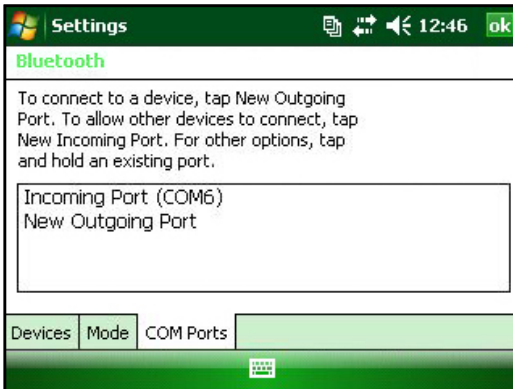 Settings 12:46 ok
Bluetooth
To connect to a device, tap New Outgoing
Port. To allow other devices to connect, tap
New Incoming Port. For other options, tap
and hold an existing port.
Incoming Port (COM6)
New Outgoing Port
Devices Mode COM Ports